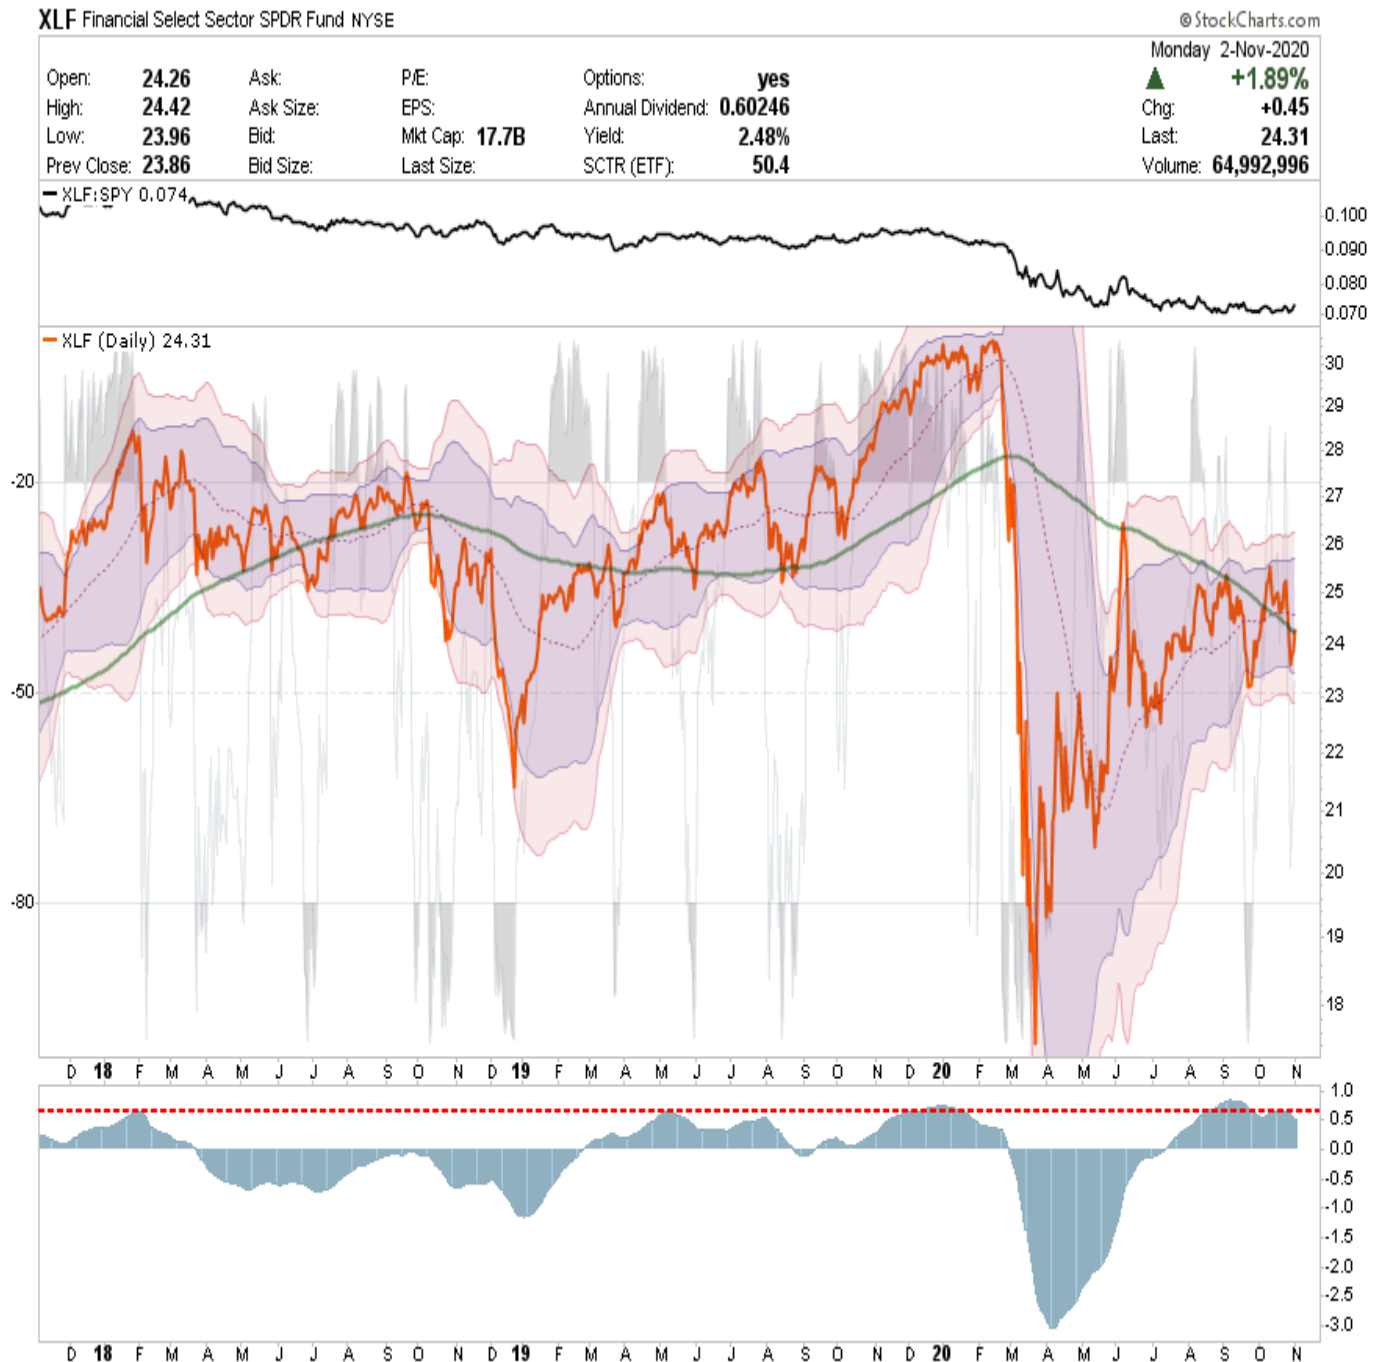 XLF Financial Select Sector SPDR Fund NYSE © StockCharts.com
Monday 2-Nov-2020
Open: 24.26 Ask: P/E: Options: yes +1.89%
High: 24.42 Ask Size: EPS: Annual Dividend: 0.60246 Chg: +0.45
Low: 23.96 Bid: Mkt Cap: 17.7B Yield: 2.48% Last: 24.31
Prev Close: 23.86 Bid Size: Last Size: SCTR (ETF): 50.4 Volume: 64,992,996
XLF:SPY 0.074
0.100
0.090
0.080
0.070
XLF (Daily) 24.31
30
29
28
-20
27
26
25
24
-50
23
22
21
20
-80
19
18
D 18 F M A M J J A S O N D 19 F M A M J J A S O N D 20 F M A M J J A S O N
1.0
0.5
0.0
-0.5
-1.0
-1.5
-2.0
-2.5
-3.0
D 18 F M A M J J A S O N D 19 F M A M J J A S O N D 20 F M A M J J A S O N